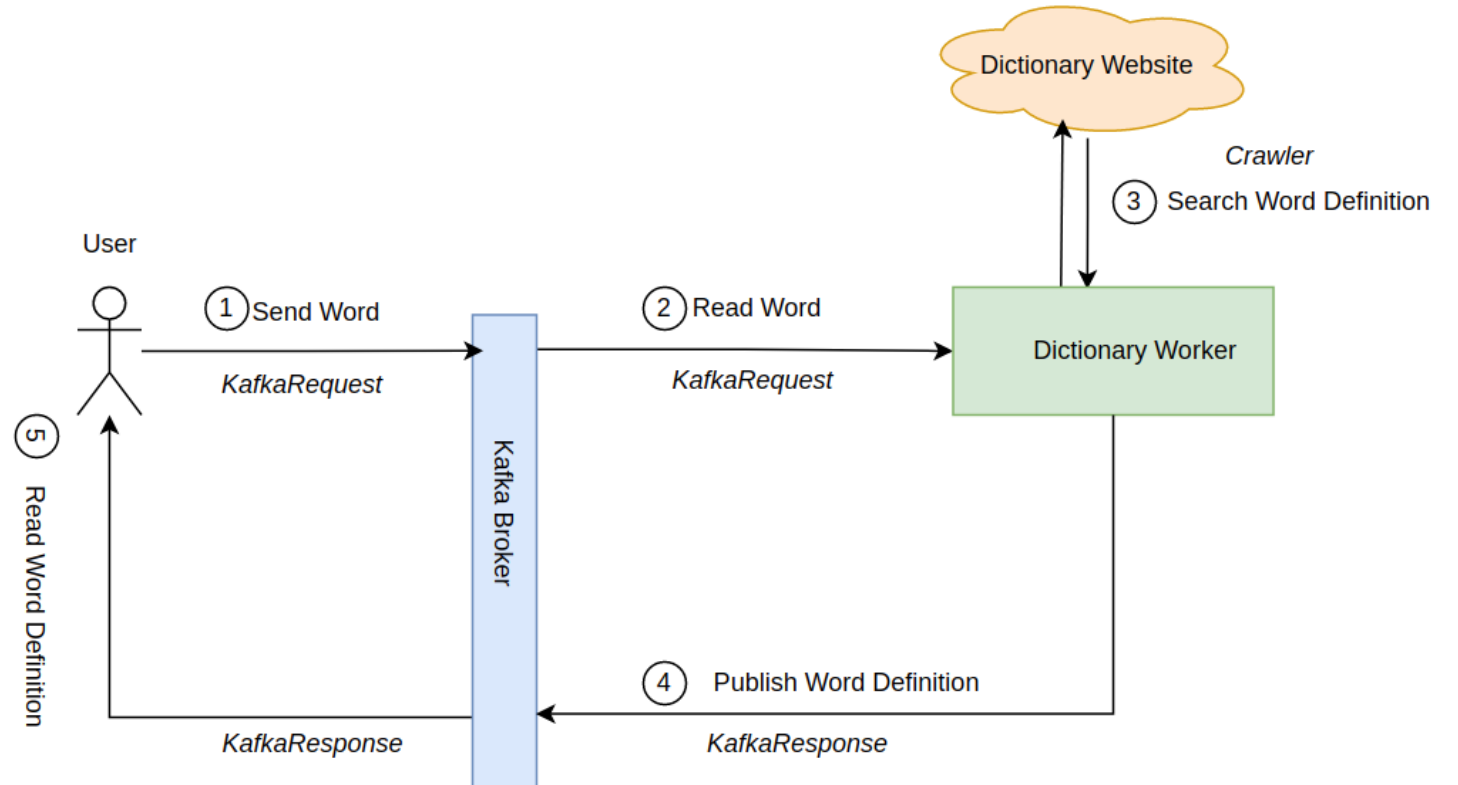 Dictionary Website
Crawler
3 Search Word Definition
User
1 Send Word
KafkaRequest
2 Read Word
KafkaRequest
Dictionary Worker
Kafka Broker
5 Read Word Definition
4 Publish Word Definition
KafkaResponse
KafkaResponse